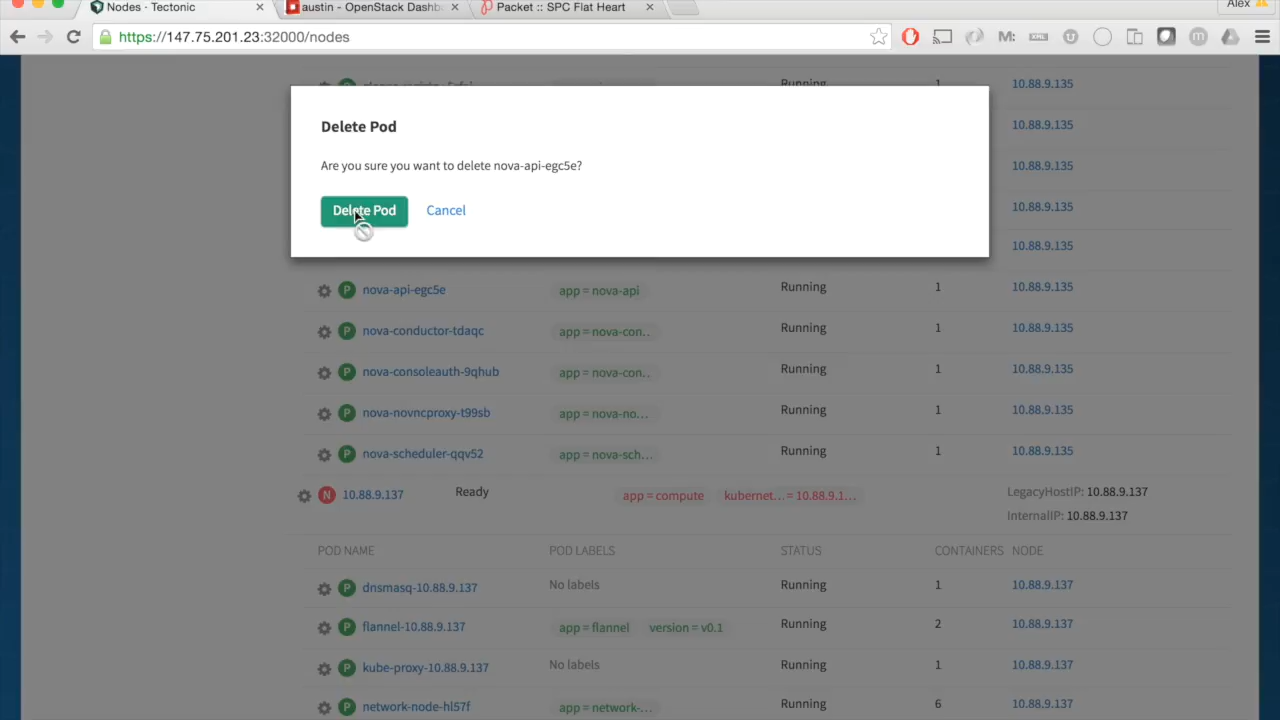 Nodes · Tectonic
austin - OpenStack Dashb
Packet :: SPC Flat Heart
Alex
https://147.75.201.23:32000/nodes
M:
XML
m
Running 1 10.88.9.135
10.88.9.135
10.88.9.135
10.88.9.135
10.88.9.135
Delete Pod
Are you sure you want to delete nova-api-egc5e?
Delete Pod Cancel
P nova-api-egc5e app = nova-api Running 1 10.88.9.135
P nova-conductor-tdaqc app = nova-con.. Running 1 10.88.9.135
P nova-consoleauth-9qhub app = nova-con.. Running 1 10.88.9.135
P nova-novncproxy-t99sb app = nova-no... Running 1 10.88.9.135
P nova-scheduler-qqv52 app = nova-sch... Running 1 10.88.9.135
N 10.88.9.137 Ready app = compute kubernet...= 10.88.9.1... LegacyHostIP: 10.88.9.137
InternalIP: 10.88.9.137
POD NAME POD LABELS STATUS CONTAINERS NODE
P dnsmasq-10.88.9.137 No labels Running 1 10.88.9.137
P flannel-10.88.9.137 app = flannel version = v0.1 Running 2 10.88.9.137
P kube-proxy-10.88.9.137 No labels Running 1 10.88.9.137
P network-node-hl57f app = network-... Running 6 10.88.9.137